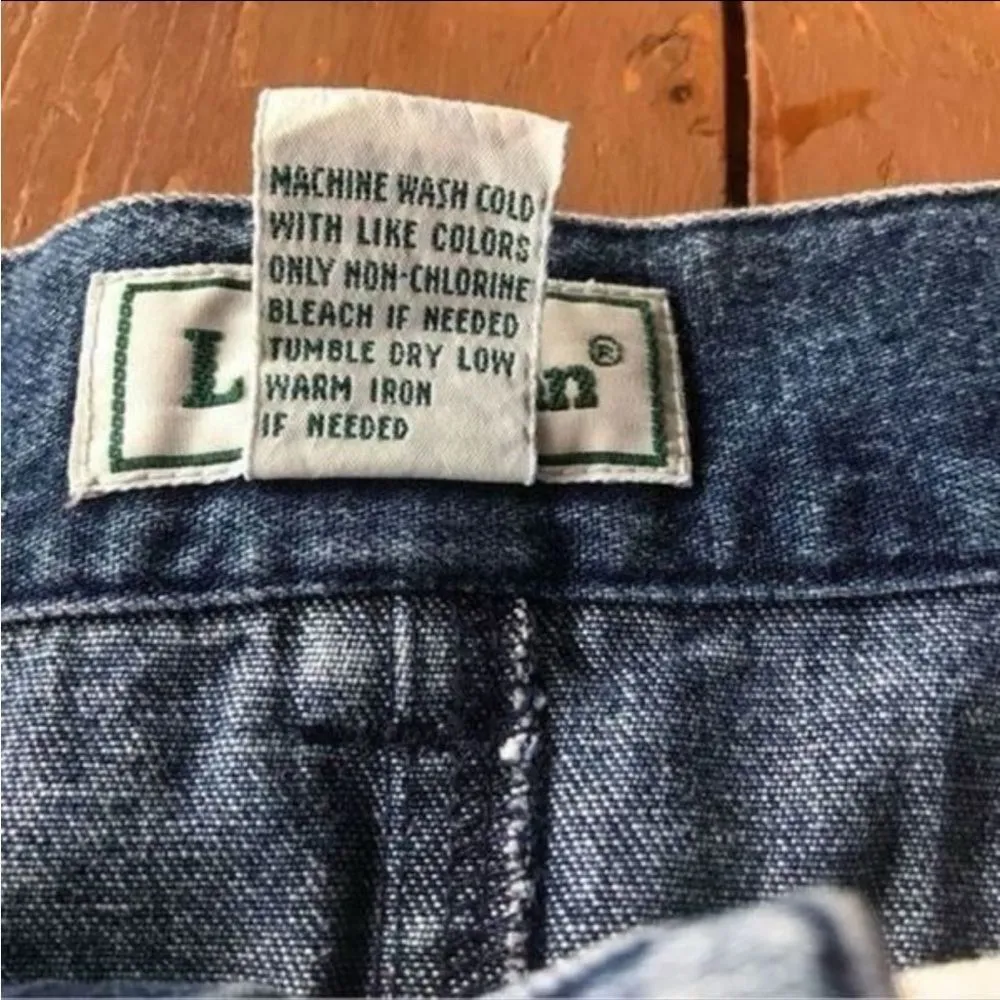 MACHINE WASH COLD
WITH LIKE COLORS
ONLY NON-CHLORINE
BLEACH IF NEEDED
TUMBLE DRY LOW
WARM IRON
IF NEEDED
L n®